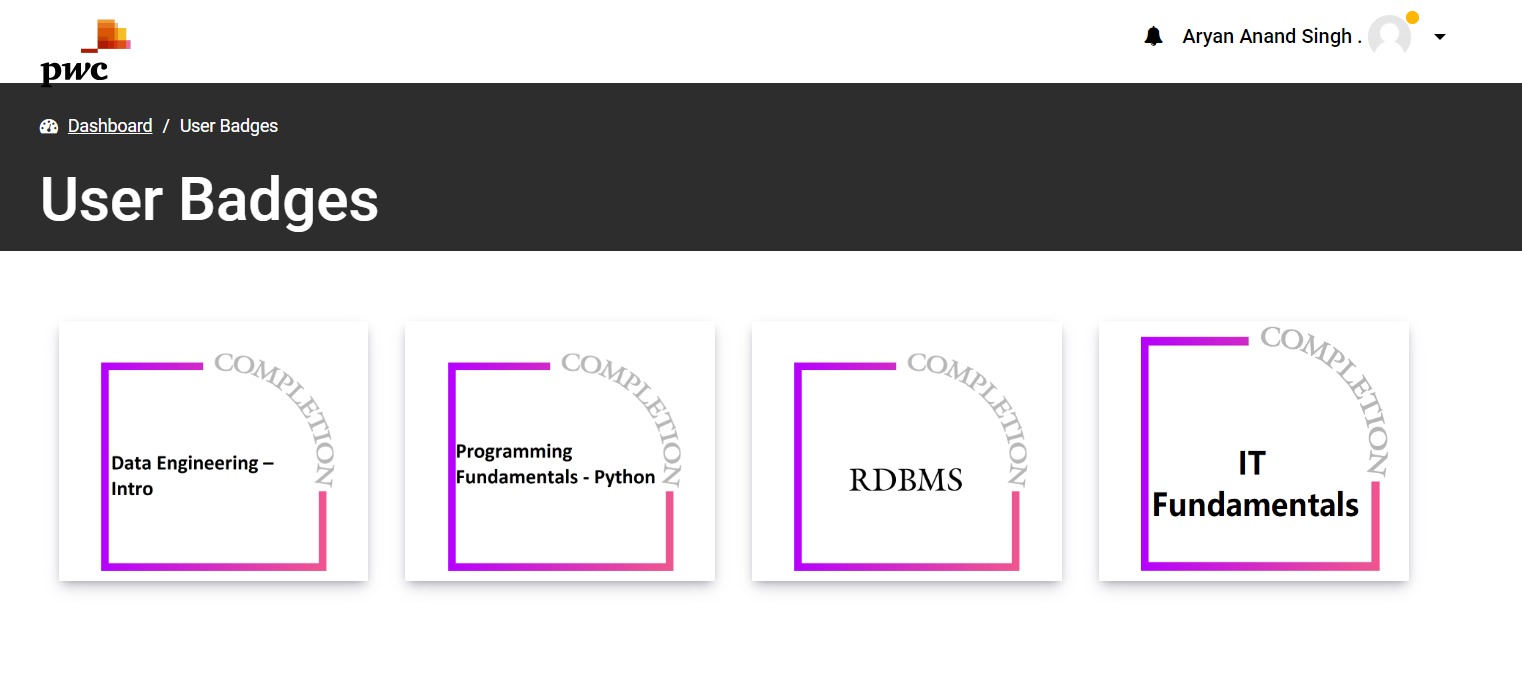 pwc
Aryan Anand Singh .
Dashboard / User Badges
User Badges
COMPLETION
Data Engineering –
Intro
COMPLETION
Programming
Fundamentals - Python
COMPLETION
RDBMS
COMPLETION
IT
Fundamentals